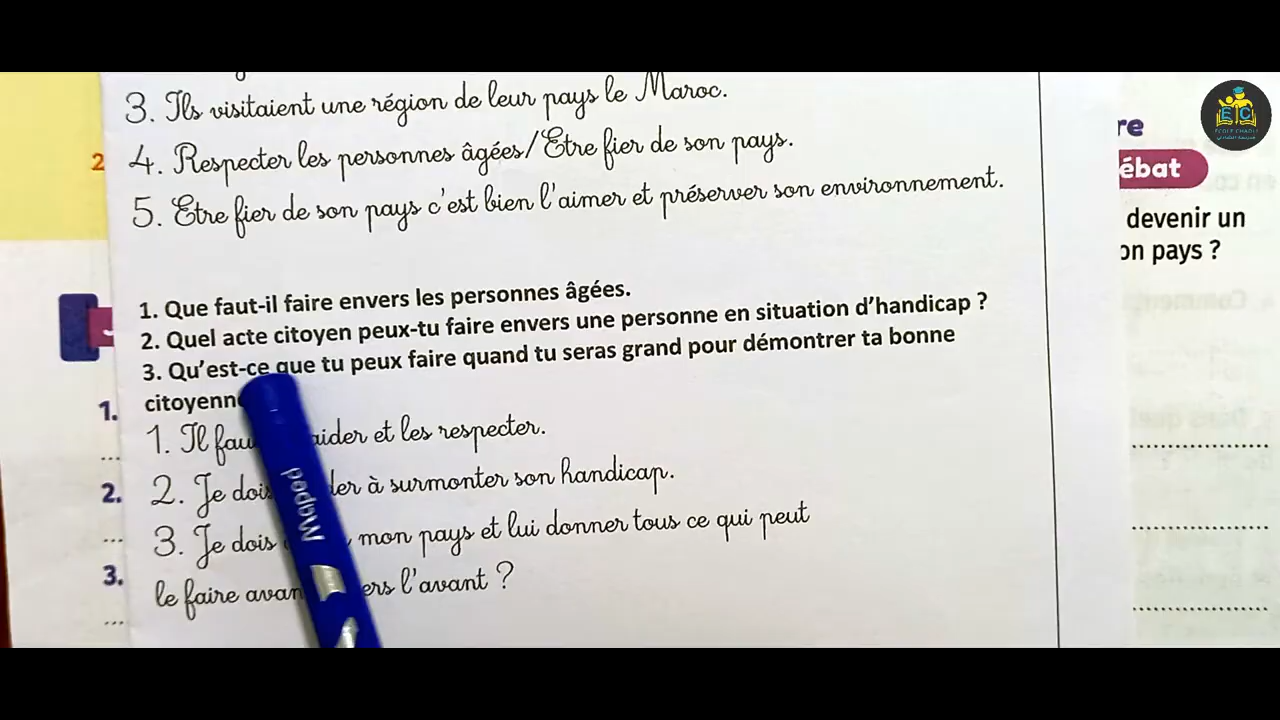 3. Ils visitaient une région de leur pays le Maroc.
2 4. Respecter les personnes âgées/Etre fier de son pays.
5. Etre fier de son pays c'est bien l'aimer et préserver son environnement.
re
ébat
devenir un
on pays ?
1. Que faut-il faire envers les personnes âgées.
2. Quel acte citoyen peux-tu faire envers une personne en situation d'handicap ?
3. Qu'est-ce que tu peux faire quand tu seras grand pour démontrer ta bonne
citoyenn
1. 1. Il fau aider et les respecter.
2. 2. Je dois der à surmonter son handicap.
3. Je dois mon pays et lui donner tous ce qui peut
3. le faire avan ers l'avant ?
Maped
EC